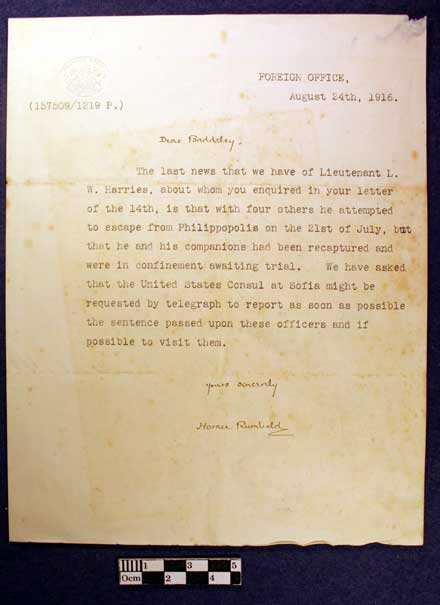 FOREIGN OFFICE,
August 24th, 1916.
(157509/1219 P.)
Dear Baddeley,
The last news that we have of Lieutenant L.
W. Harries, about whom you enquired in your letter
of the 14th, is that with four others he attempted
to escape from Philippopolis on the 21st of July, but
that he and his companions had been recaptured and
were in confinement awaiting trial. We have asked
that the United States Consul at Sofia might be
requested by telegraph to report as soon as possible
the sentence passed upon these officers and if
possible to visit them.
Yours sincerely
Horace Rumbold
0cm 1 2 3 4 5